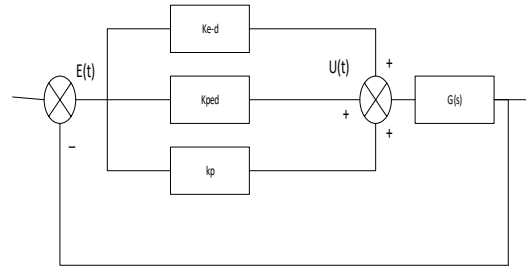 Ke-d
E(t)
U(t)
+
Kped
G(s)
+
+
−
kp